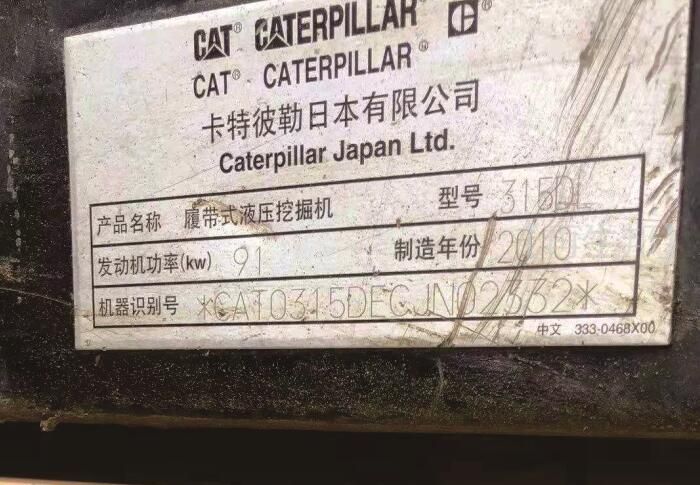 CAT® CATERPILLAR® C
CAT® CATERPILLAR®
卡特彼勒日本有限公司
Caterpillar Japan Ltd.
产品名称 履带式液压挖掘机 型号 315DL
发动机功率(kw) 91 制造年份 2010
机器识别号 *CAT0315DECJN02332*
中文 333-0468X00